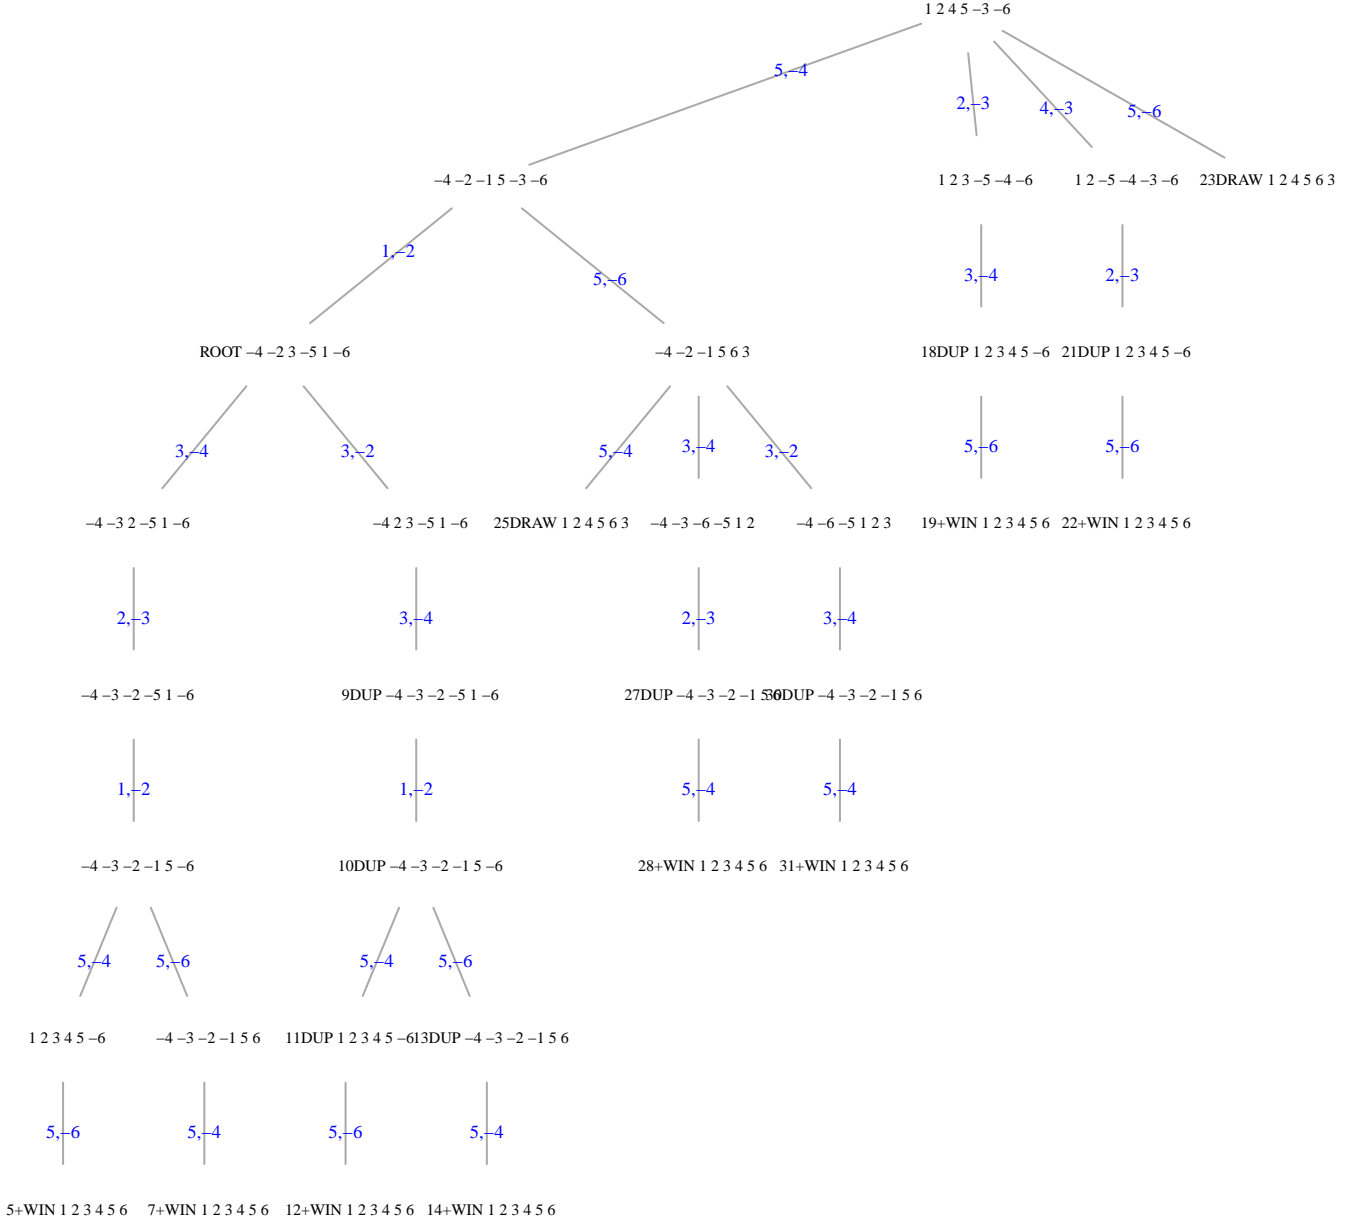 1 2 4 5 −3 −6
5,−4
2,−3 4,−3 5,−6
−4 −2 −1 5 −3 −6 1 2 3 −5 −4 −6 1 2 −5 −4 −3 −6 23DRAW 1 2 4 5 6 3
1,−2 5,−6 3,−4 2,−3
ROOT −4 −2 3 −5 1 −6 −4 −2 −1 5 6 3 18DUP 1 2 3 4 5 −6 21DUP 1 2 3 4 5 −6
3,−4 3,−2 5,−4 3,−4 3,−2 5,−6 5,−6
−4 −3 2 −5 1 −6 −4 2 3 −5 1 −6 25DRAW 1 2 4 5 6 3 −4 −3 −6 −5 1 2 −4 −6 −5 1 2 3 19+WIN 1 2 3 4 5 6 22+WIN 1 2 3 4 5 6
2,−3 3,−4 2,−3 3,−4
−4 −3 −2 −5 1 −6 9DUP −4 −3 −2 −5 1 −6 27DUP −4 −3 −2 −1 5 6 30DUP −4 −3 −2 −1 5 6
1,−2 1,−2 5,−4 5,−4
−4 −3 −2 −1 5 −6 10DUP −4 −3 −2 −1 5 −6 28+WIN 1 2 3 4 5 6 31+WIN 1 2 3 4 5 6
5,−4 5,−6 5,−4 5,−6
1 2 3 4 5 −6 −4 −3 −2 −1 5 6 11DUP 1 2 3 4 5 −6 13DUP −4 −3 −2 −1 5 6
5,−6 5,−4 5,−6 5,−4
5+WIN 1 2 3 4 5 6 7+WIN 1 2 3 4 5 6 12+WIN 1 2 3 4 5 6 14+WIN 1 2 3 4 5 6